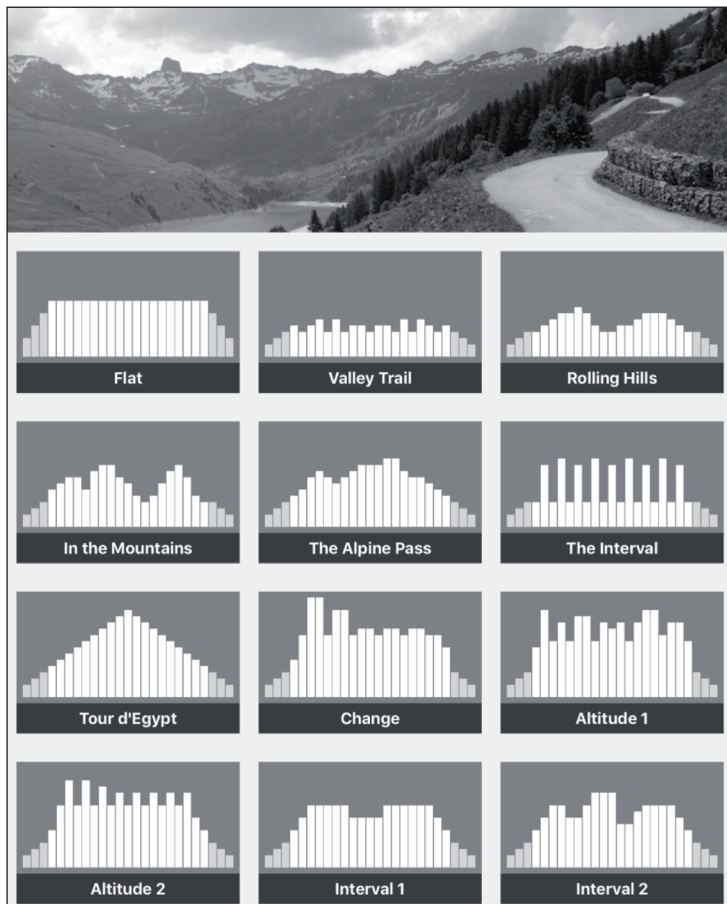 Flat
Valley Trail
Rolling Hills
In the Mountains
The Alpine Pass
The Interval
Tour d'Egypt
Change
Altitude 1
Altitude 2
Interval 1
Interval 2